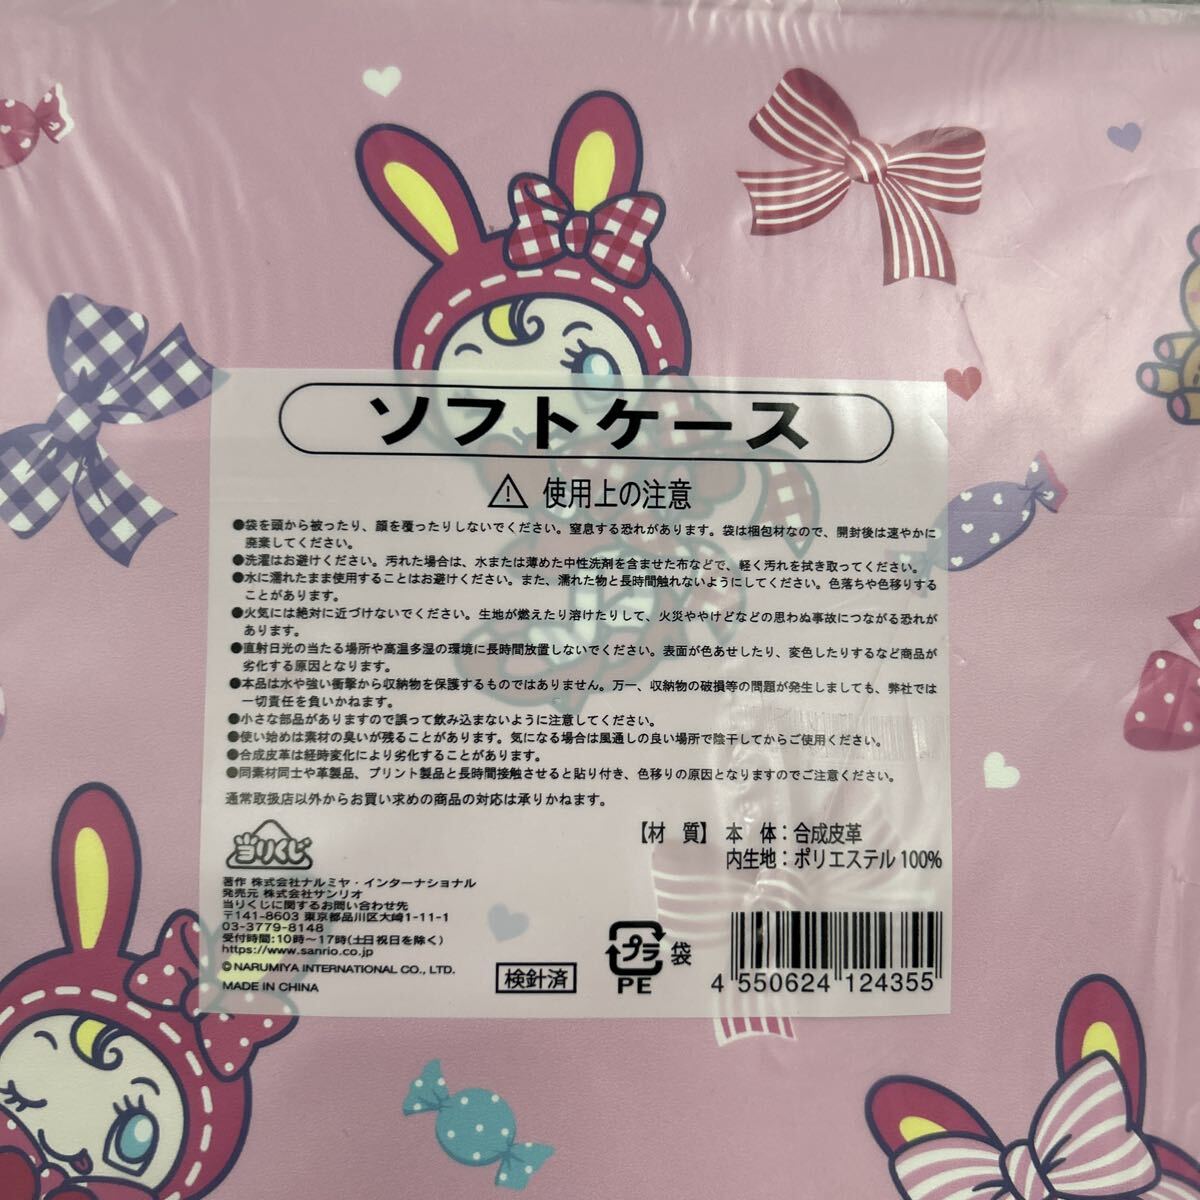 ソフトケース
使用上の注意
●袋を頭から被ったり、顔を覆ったりしないでください。窒息する恐れがあります。袋は梱包材なので、開封後は速やかに
廃棄してください。
●洗濯はお避けください。汚れた場合は、水または薄めた中性洗剤を含ませた布などで、軽く汚れを拭き取ってください。
●水に濡れたまま使用することはお避けください。また、濡れた物と長時間触れないようにしてください。色落ちや色移りする
ことがあります。
●火気には絶対に近づけないでください。生地が燃えたり溶けたりして、火災ややけどなどの思わぬ事故につながる恐れが
あります。
●直射日光の当たる場所や高温多湿の環境に長時間放置しないでください。表面が色あせしたり、変色したりするなど商品が
劣化する原因となります。
●本品は水や強い衝撃から収納物を保護するものではありません。万一、収納物の破損等の問題が発生しましても、弊社では
一切責任を負いかねます。
●小さな部品がありますので誤って飲み込まないように注意してください。
●使い始めは素材の臭いが残ることがあります。気になる場合は風通しの良い場所で陰干してからご使用ください。
●合成皮革は経時変化により劣化することがあります。
●同素材同士や革製品、プリント製品と長時間接触させると貼り付き、色移りの原因となりますのでご注意ください。
通常取扱店以外からお買い求めの商品の対応は承りかねます。
【材 質】 本 体：合成皮革
内生地：ポリエステル100%
当りくじ
著作 株式会社ナルミヤ・インターナショナル
発売元 株式会社サンリオ
当りくじに関するお問い合わせ先
〒141-8603 東京都品川区大崎1-11-1
03-3779-8148
受付時間:10時～17時(土日祝日を除く)
https://www.sanrio.co.jp
©NARUMIYA INTERNATIONAL CO., LTD.
MADE IN CHINA
検針済
プラ 袋
PE
4 550624 124355